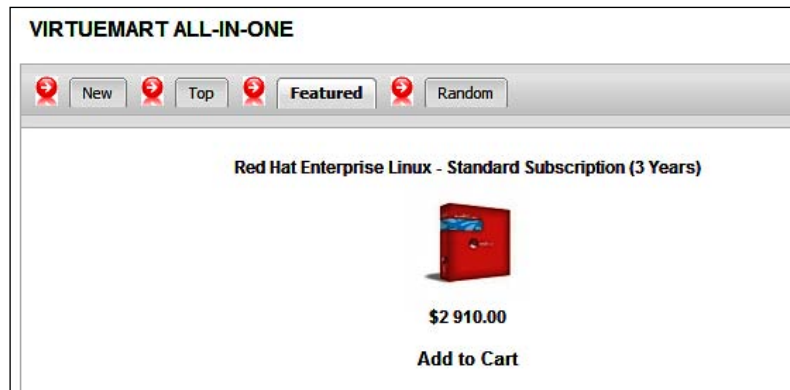 VIRTUEMART ALL-IN-ONE
New Top Featured Random
Red Hat Enterprise Linux - Standard Subscription (3 Years)
$2 910.00
Add to Cart